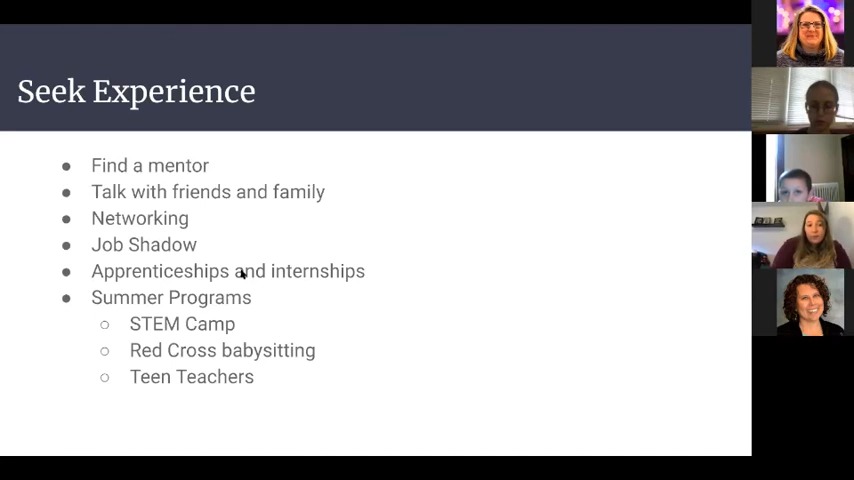 Seek Experience
Find a mentor
Talk with friends and family
Networking
Job Shadow
Apprenticeships and internships
Summer Programs
STEM Camp
Red Cross babysitting
Teen Teachers